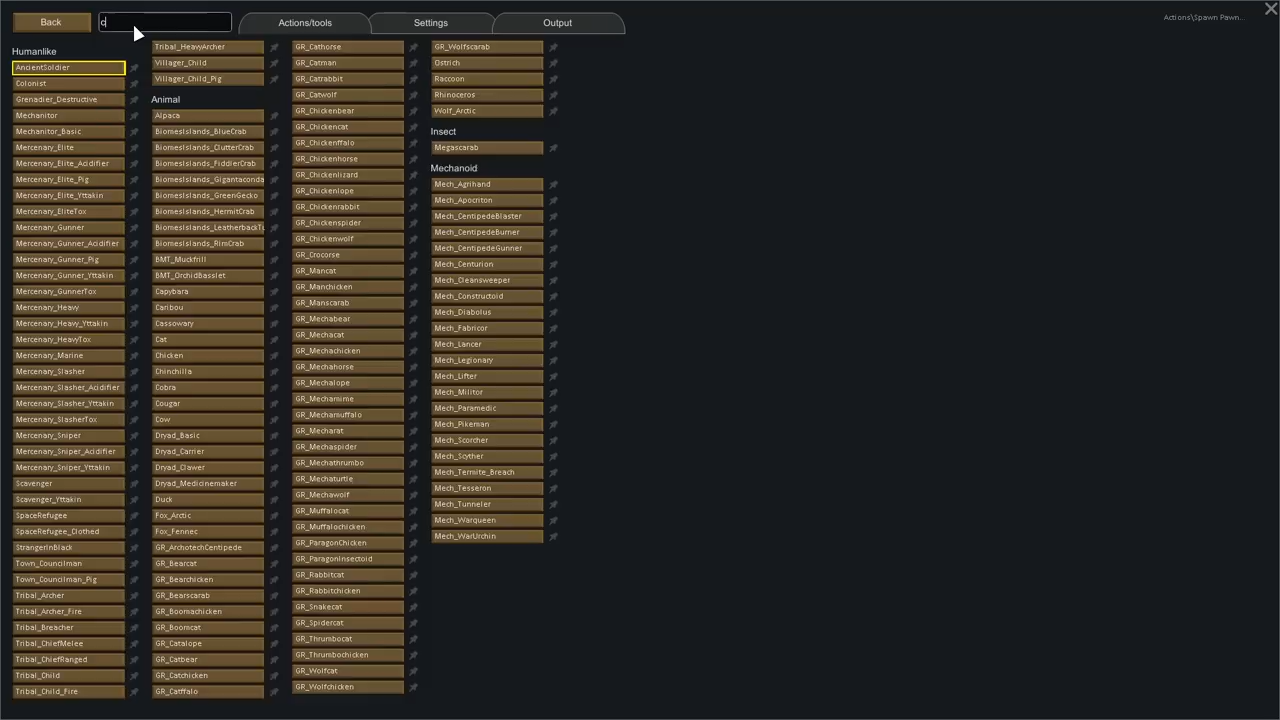 Back
c
Actions/tools
Settings
Output
Actions\Spawn Pawn...
Humanlike
AncientSoldier
Colonist
Grenadier_Destructive
Mechanitor
Mechanitor_Basic
Mercenary_Elite
Mercenary_Elite_Acidifier
Mercenary_Elite_Pig
Mercenary_Elite_Yttakin
Mercenary_EliteTox
Mercenary_Gunner
Mercenary_Gunner_Acidifier
Mercenary_Gunner_Pig
Mercenary_Gunner_Yttakin
Mercenary_GunnerTox
Mercenary_Heavy
Mercenary_Heavy_Yttakin
Mercenary_HeavyTox
Mercenary_Marine
Mercenary_Slasher
Mercenary_Slasher_Acidifier
Mercenary_Slasher_Yttakin
Mercenary_SlasherTox
Mercenary_Sniper
Mercenary_Sniper_Acidifier
Mercenary_Sniper_Yttakin
Scavenger
Scavenger_Yttakin
SpaceRefugee
SpaceRefugee_Clothed
StrangerInBlack
Town_Councilman
Town_Councilman_Pig
Tribal_Archer
Tribal_Archer_Fire
Tribal_Breacher
Tribal_ChiefMelee
Tribal_ChiefRanged
Tribal_Child
Tribal_Child_Fire
Tribal_HeavyArcher
Villager_Child
Villager_Child_Pig
Animal
Alpaca
BiomesIslands_BlueCrab
BiomesIslands_ClutterCrab
BiomesIslands_FiddlerCrab
BiomesIslands_Gigantaconda
BiomesIslands_GreenGecko
BiomesIslands_HermitCrab
BiomesIslands_LeatherbackTu
BiomesIslands_RimCrab
BMT_Muckfrill
BMT_OrchidBasslet
Capybara
Caribou
Cassowary
Cat
Chicken
Chinchilla
Cobra
Cougar
Cow
Dryad_Basic
Dryad_Carrier
Dryad_Clawer
Dryad_Medicinemaker
Duck
Fox_Arctic
Fox_Fennec
GR_ArchotechCentipede
GR_Bearcat
GR_Bearchicken
GR_Bearscarab
GR_Boomachicken
GR_Boomcat
GR_Catalope
GR_Catbear
GR_Catchicken
GR_Catffalo
GR_Cathorse
GR_Catman
GR_Catrabbit
GR_Catwolf
GR_Chickenbear
GR_Chickencat
GR_Chickenffalo
GR_Chickenhorse
GR_Chickenlizard
GR_Chickenlope
GR_Chickenrabbit
GR_Chickenspider
GR_Chickenwolf
GR_Crocorse
GR_Mancat
GR_Manchicken
GR_Manscarab
GR_Mechabear
GR_Mechacat
GR_Mechachicken
GR_Mechahorse
GR_Mechalope
GR_Mechamime
GR_Mechamuffalo
GR_Mecharat
GR_Mechaspider
GR_Mechathrumbo
GR_Mechaturtle
GR_Mechawolf
GR_Muffalocat
GR_Muffalochicken
GR_ParagonChicken
GR_ParagonInsectoid
GR_Rabbitcat
GR_Rabbitchicken
GR_Snakecat
GR_Spidercat
GR_Thrumbocat
GR_Thrumbochicken
GR_Wolfcat
GR_Wolfchicken
GR_Wolfscarab
Ostrich
Raccoon
Rhinoceros
Wolf_Arctic
Insect
Megascarab
Mechanoid
Mech_Agrihand
Mech_Apocriton
Mech_CentipedeBlaster
Mech_CentipedeBurner
Mech_CentipedeGunner
Mech_Centurion
Mech_Cleansweeper
Mech_Constructoid
Mech_Diabolus
Mech_Fabricor
Mech_Lancer
Mech_Legionary
Mech_Lifter
Mech_Militor
Mech_Paramedic
Mech_Pikeman
Mech_Scorcher
Mech_Scyther
Mech_Termite_Breach
Mech_Tesseron
Mech_Tunneler
Mech_Warqueen
Mech_WarUrchin